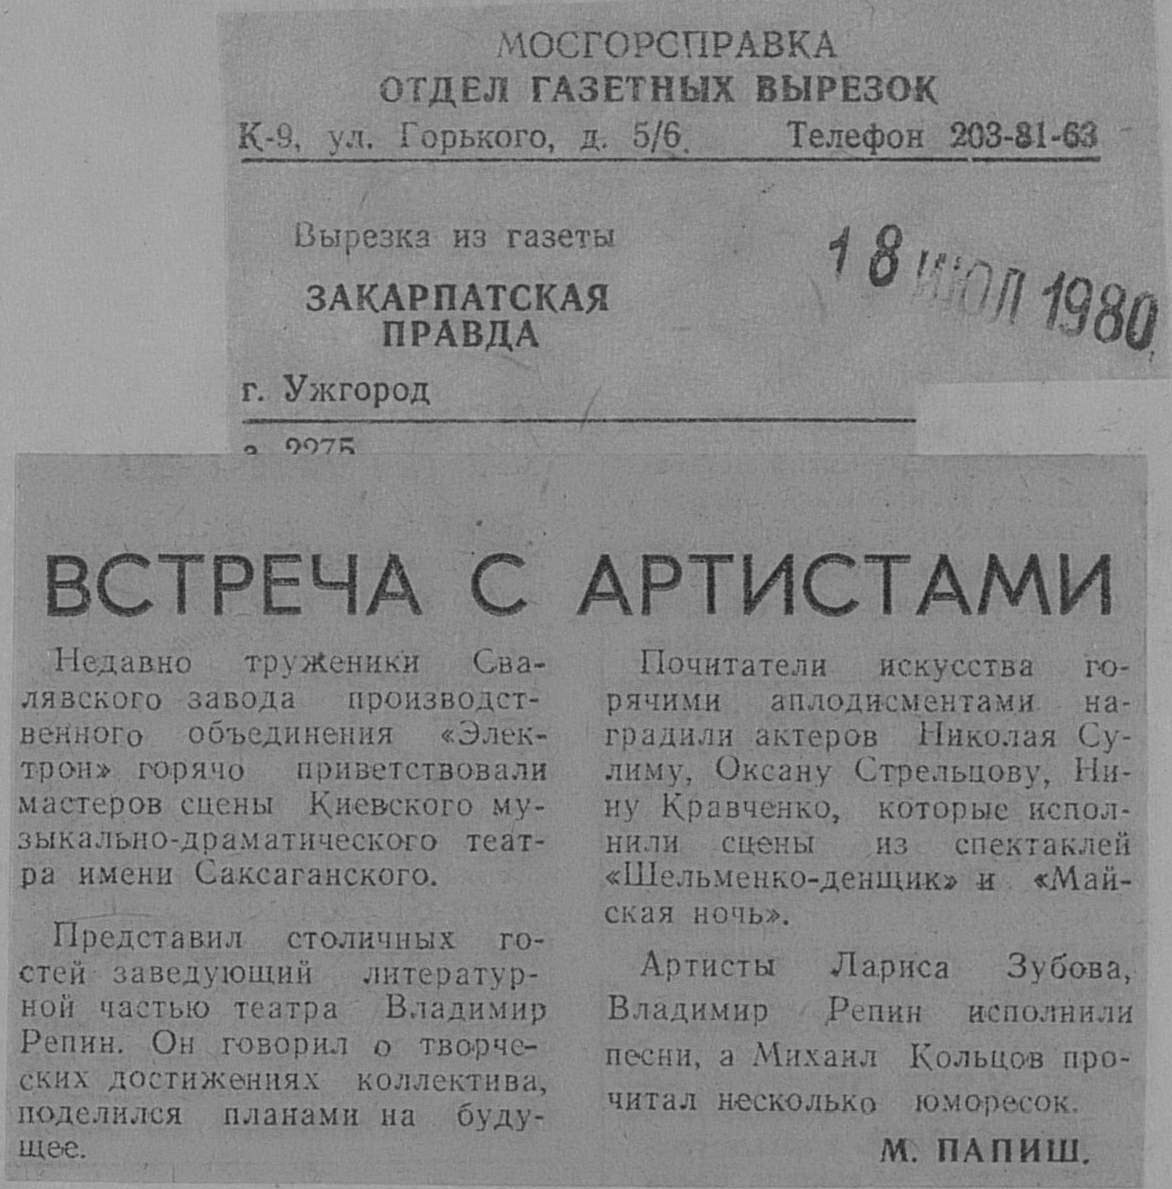 МОСГОРСПРАВКА
ОТДЕЛ ГАЗЕТНЫХ ВЫРЕЗОК
К-9, ул. Горького, д. 5/6. Телефон 203-81-63
Вырезка из газеты
18 ИЮЛ 1980
ЗАКАРПАТСКАЯ
ПРАВДА
г. Ужгород
ВСТРЕЧА С АРТИСТАМИ
Недавно труженики Сва-
лявского завода производст-
венного объединения «Элек-
трон» горячо приветствовали
мастеров сцены Киевского му-
зыкально-драматического теат-
ра имени Саксаганского.
Представил столичных го-
стей заведующий литератур-
ной частью театра Владимир
Репин. Он говорил о творче-
ских достижениях коллектива,
поделился планами на буду-
щее.
Почитатели искусства го-
рячими аплодисментами на-
градили актеров Николая Су-
лиму, Оксану Стрельцову, Ни-
ну Кравченко, которые испол-
нили сцены из спектаклей
«Шельменко-денщик» и «Май-
ская ночь».
Артисты Лариса Зубова,
Владимир Репин исполнили
песни, а Михаил Кольцов про-
читал несколько юморесок.
М. ПАПИШ.